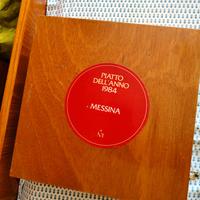 PIATTO
DELL'ANNO
1984
MESSINA